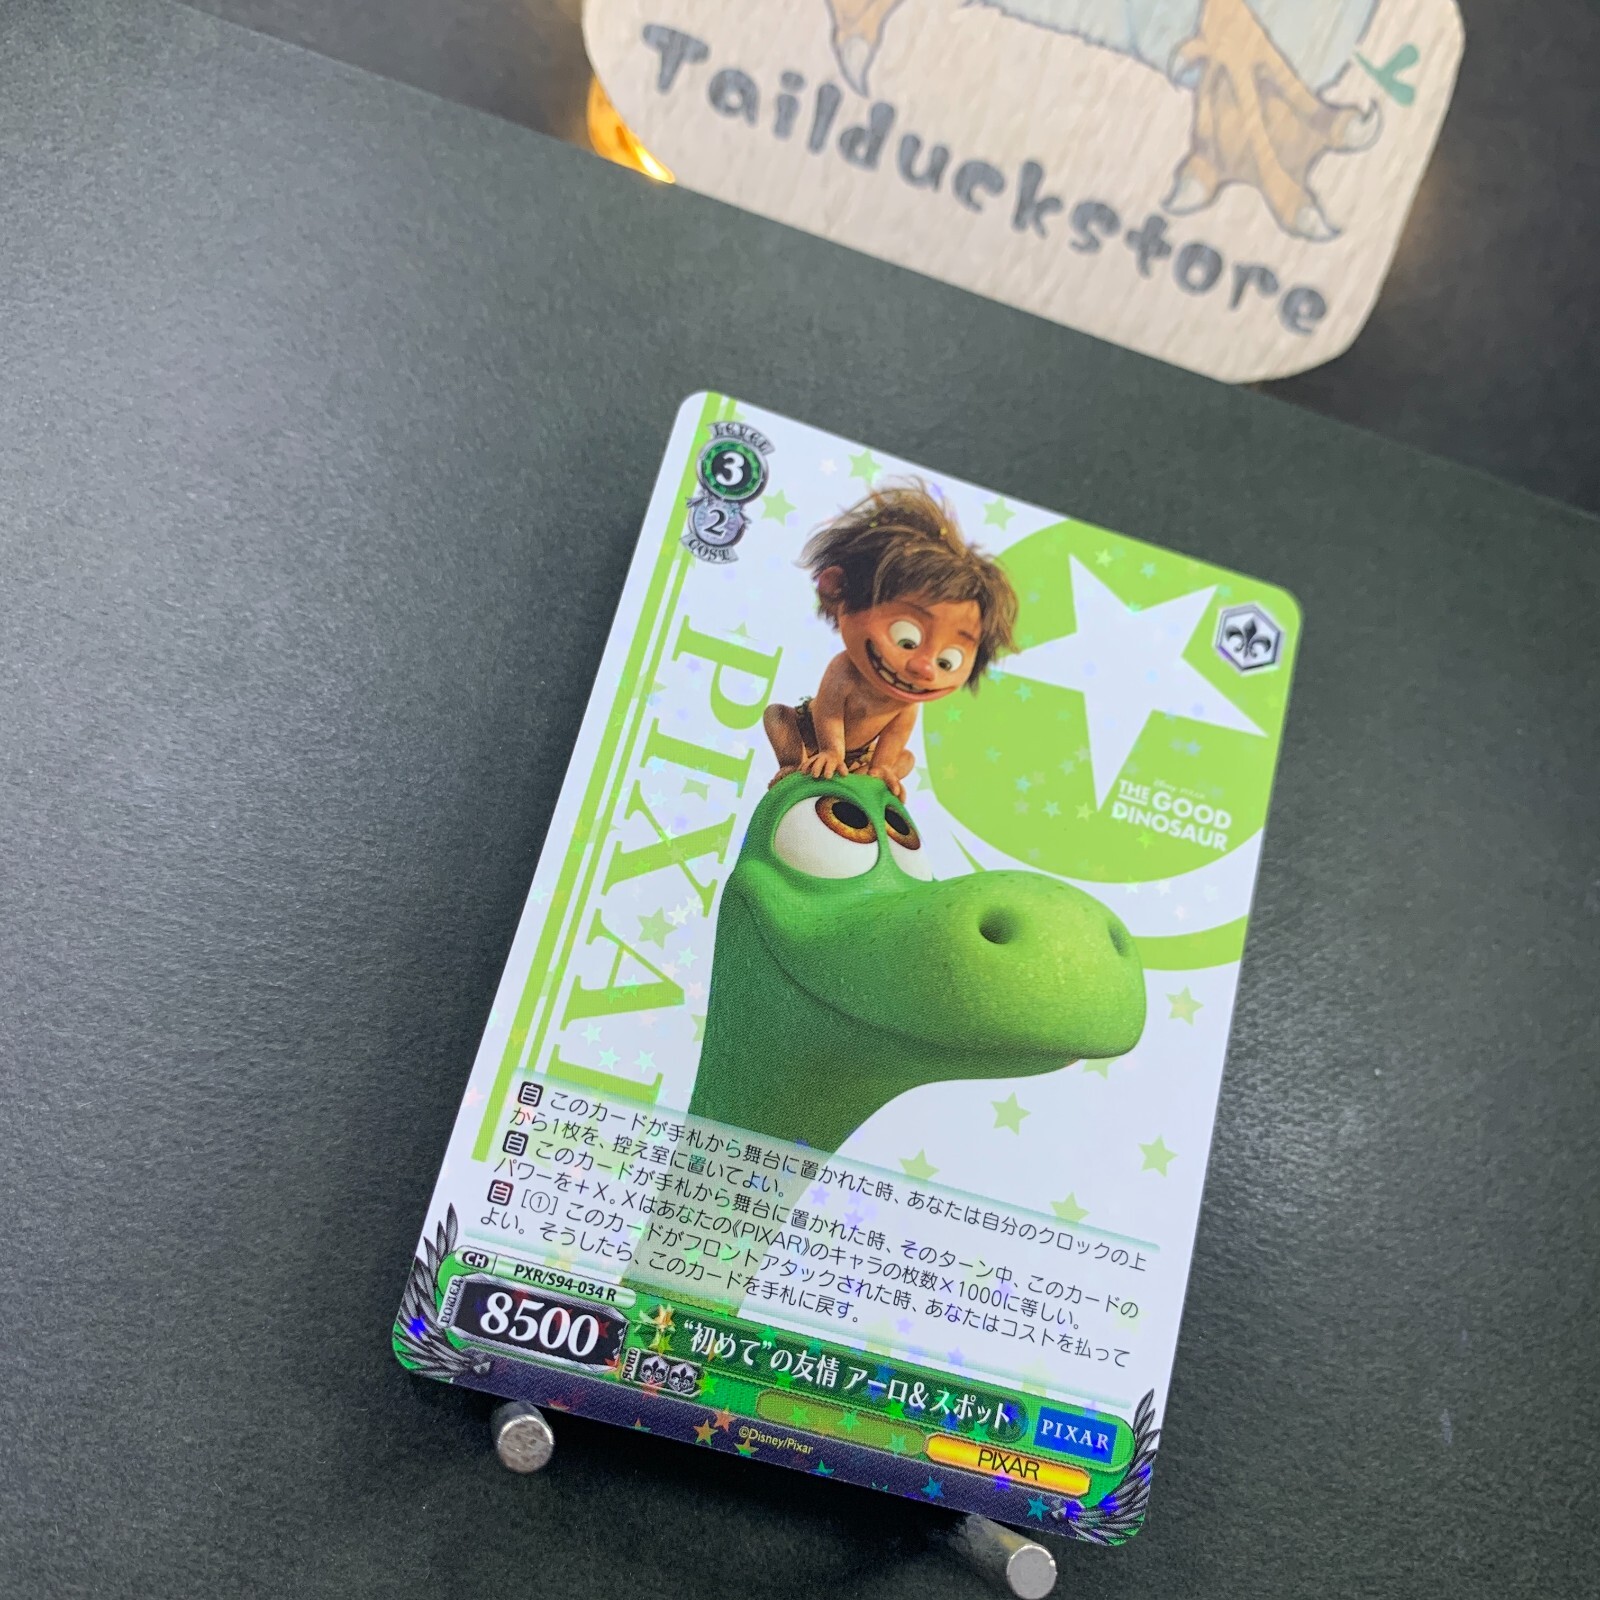 Tailduckstore
LEVEL
3
2
COST
PIXAR
Disney PIXAR
THE GOOD
DINOSAUR
自 このカードが手札から舞台に置かれた時、あなたは自分のクロックの上
から1枚を、控え室に置いてよい。
自 このカードが手札から舞台に置かれた時、そのターン中、このカードの
パワーを+X。Xはあなたの《PIXAR》のキャラの枚数×1000に等しい。
自 [①] このカードがフロントアタックされた時、あなたはコストを払って
よい。そうしたら、このカードを手札に戻す。
CH PXR/S94-034 R
POWER 8500
“初めて”の友情 アーロ&スポット
SOUL
PIXAR
PIXAR
©Disney/Pixar